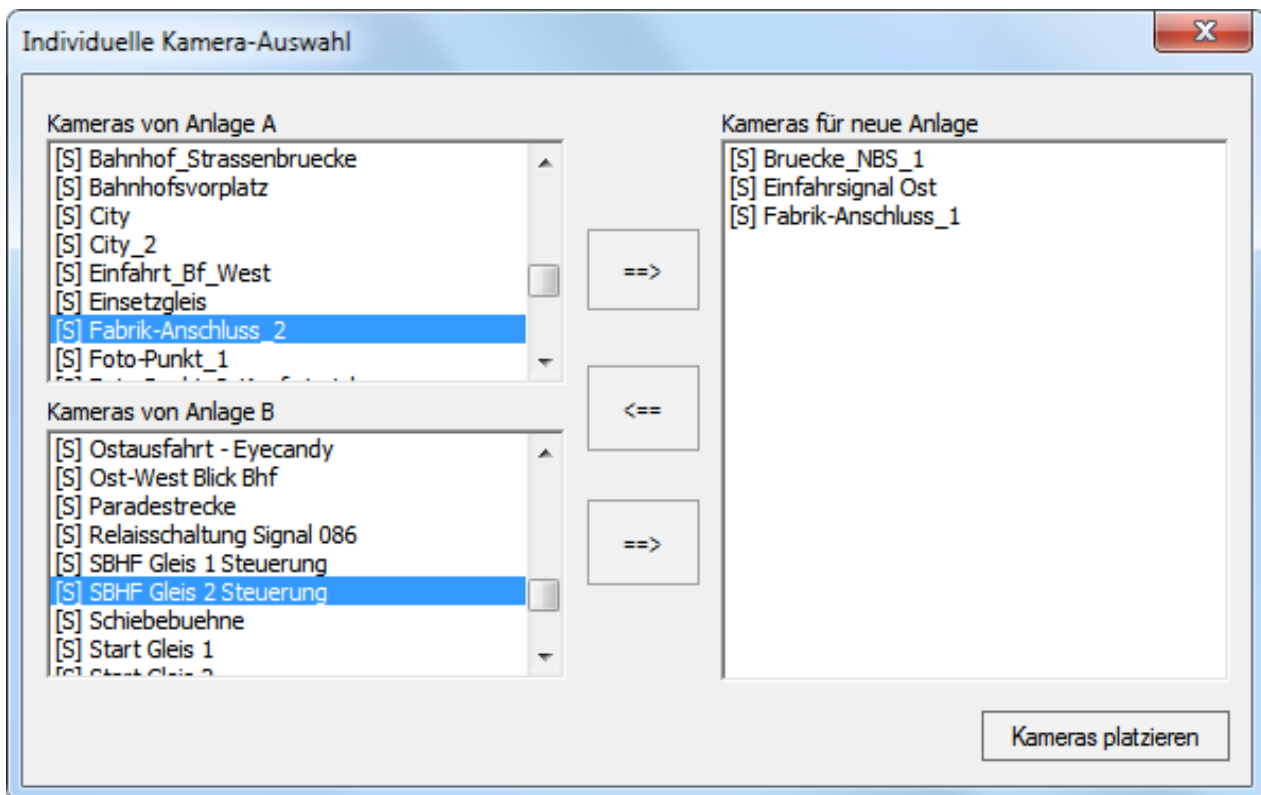 Individuelle Kamera-Auswahl
X
Kameras von Anlage A
[S] Bahnhof_Strassenbruecke
[S] Bahnhofsvorplatz
[S] City
[S] City_2
[S] Einfahrt_Bf_West
[S] Einsetzgleis
[S] Fabrik-Anschluss_2
[S] Foto-Punkt_1
Kameras von Anlage B
[S] Ostausfahrt - Eyecandy
[S] Ost-West Blick Bhf
[S] Paradestrecke
[S] Relaisschaltung Signal 086
[S] SBHF Gleis 1 Steuerung
[S] SBHF Gleis 2 Steuerung
[S] Schiebebuehne
[S] Start Gleis 1
==>
<==
==>
Kameras für neue Anlage
[S] Bruecke_NBS_1
[S] Einfahrsignal Ost
[S] Fabrik-Anschluss_1
Kameras platzieren